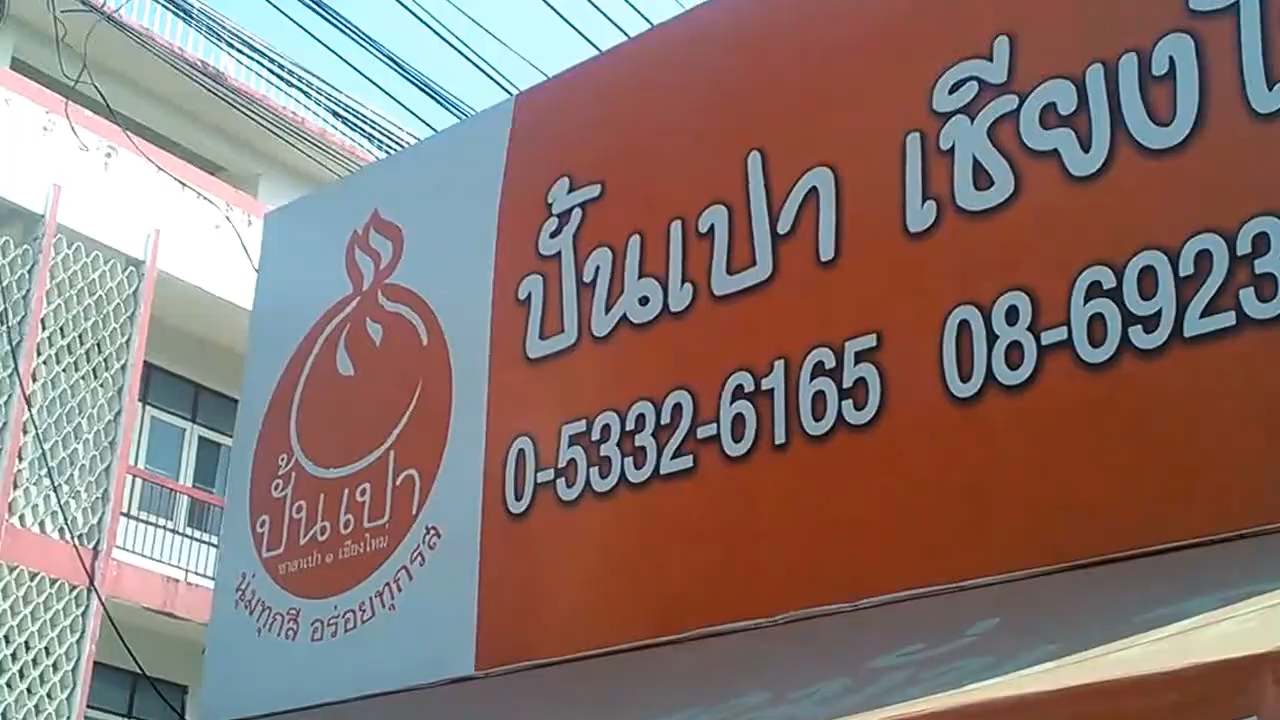 ปั้นเปา เชียงใ
0-5332-6165 08-6923
ปั้นเปา
ซาลาเปา ๑ เชียงใหม่
นุ่มทุกสี อร่อยทุกรส